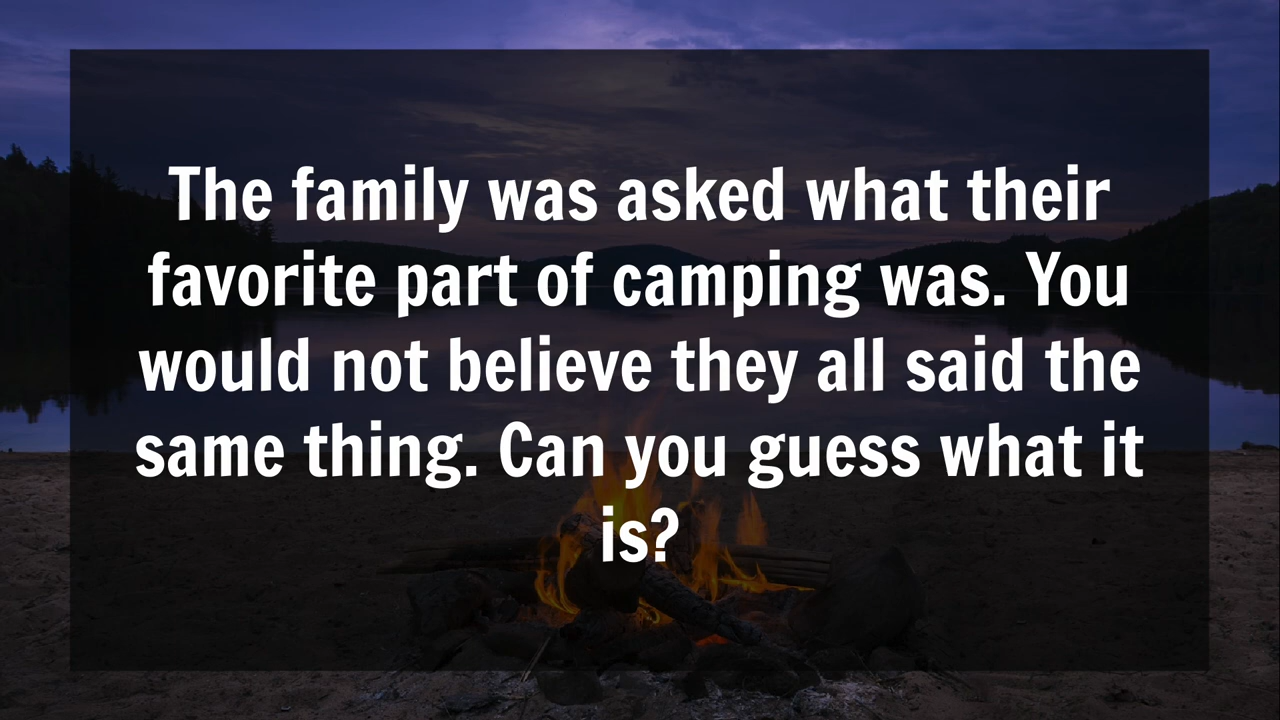 The family was asked what their
favorite part of camping was. You
would not believe they all said the
same thing. Can you guess what it
is?